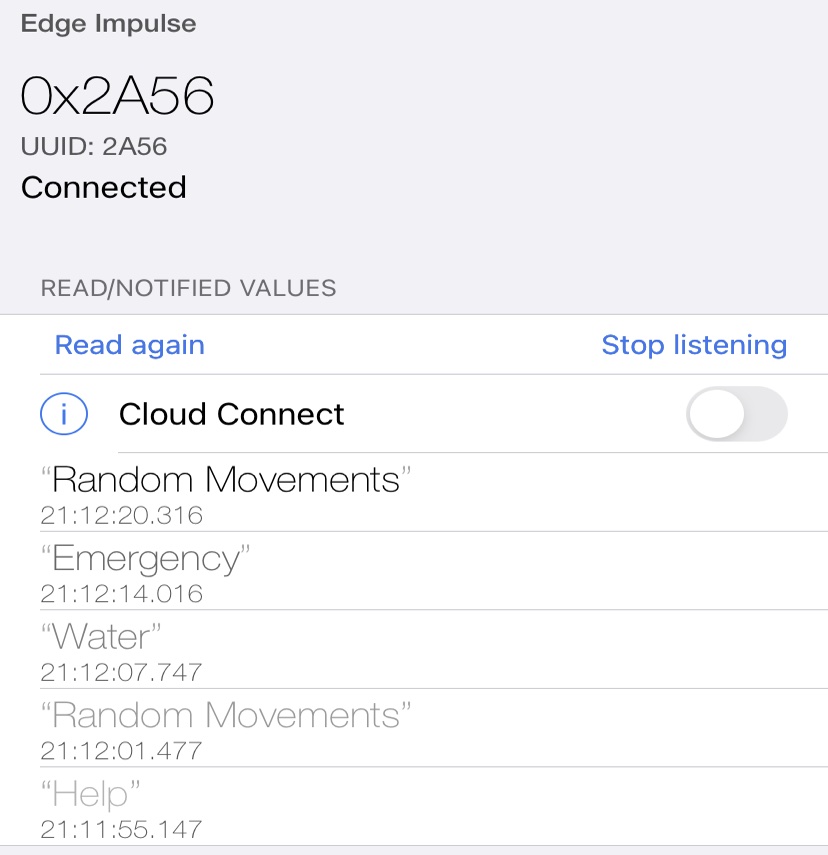 Edge Impulse
0x2A56
UUID: 2A56
Connected
READ/NOTIFIED VALUES
Read again
Stop listening
i
Cloud Connect
“Random Movements”
21:12:20.316
“Emergency”
21:12:14.016
“Water”
21:12:07.747
“Random Movements”
21:12:01.477
“Help”
21:11:55.147